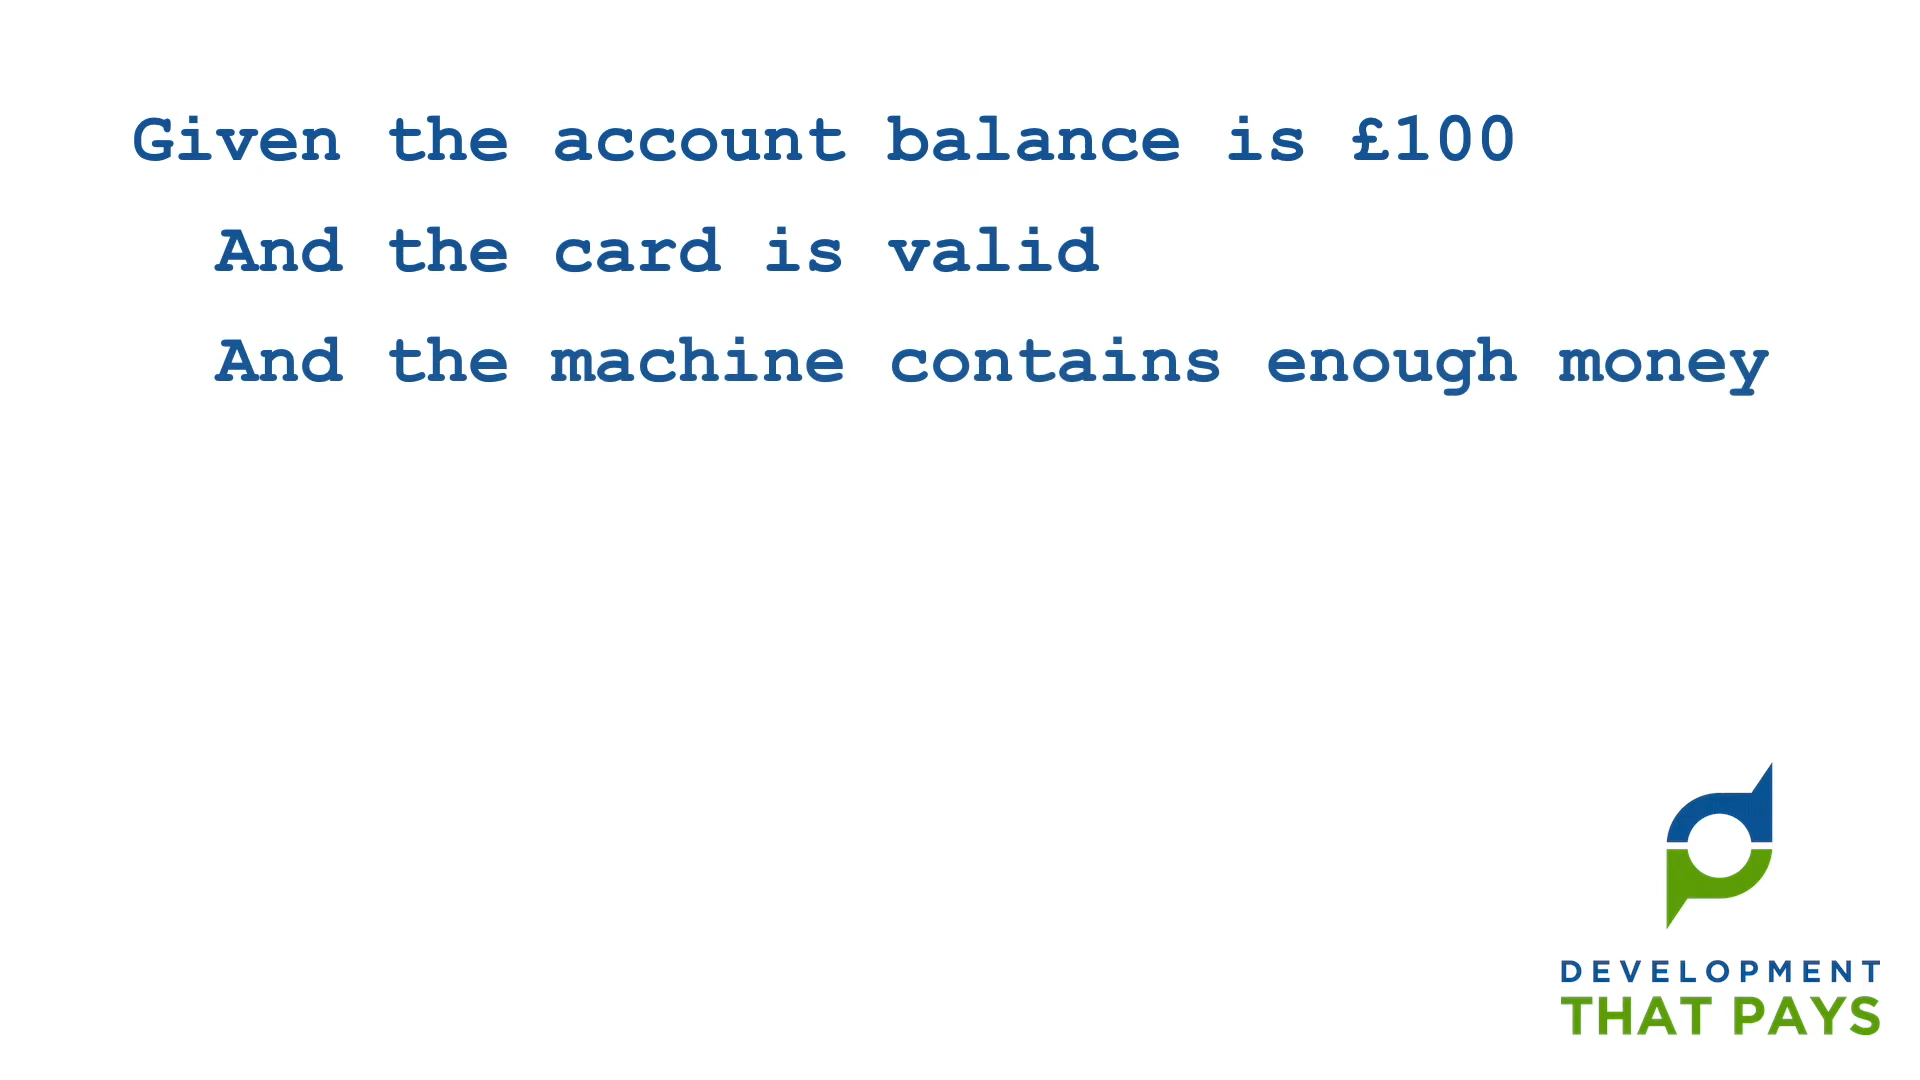 Given the account balance is £100
And the card is valid
And the machine contains enough money
DEVELOPMENT
THAT PAYS